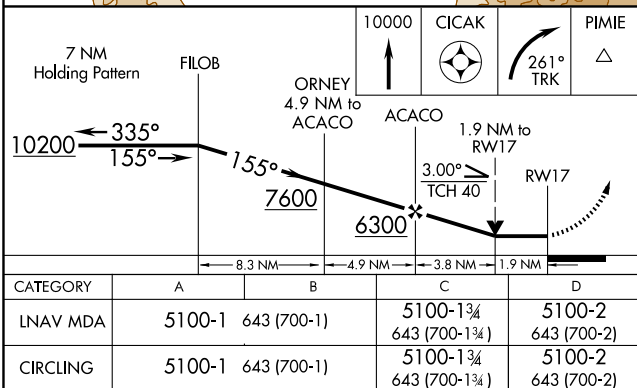 7 NM
Holding Pattern
FILOB
10000
CICAK
261°
TRK
PIMIE
ORNEY
4.9 NM to
ACACO
ACACO
1.9 NM to
RW17
10200
335°
155°
155°
7600
6300
3.00°
TCH 40
RW17
8.3 NM
4.9 NM
3.8 NM
1.9 NM
CATEGORY A B C D
LNAV MDA 5100-1 643 (700-1) 5100-1¾ 643 (700-1¾) 5100-2 643 (700-2)
CIRCLING 5100-1 643 (700-1) 5100-1¾ 643 (700-1¾) 5100-2 643 (700-2)